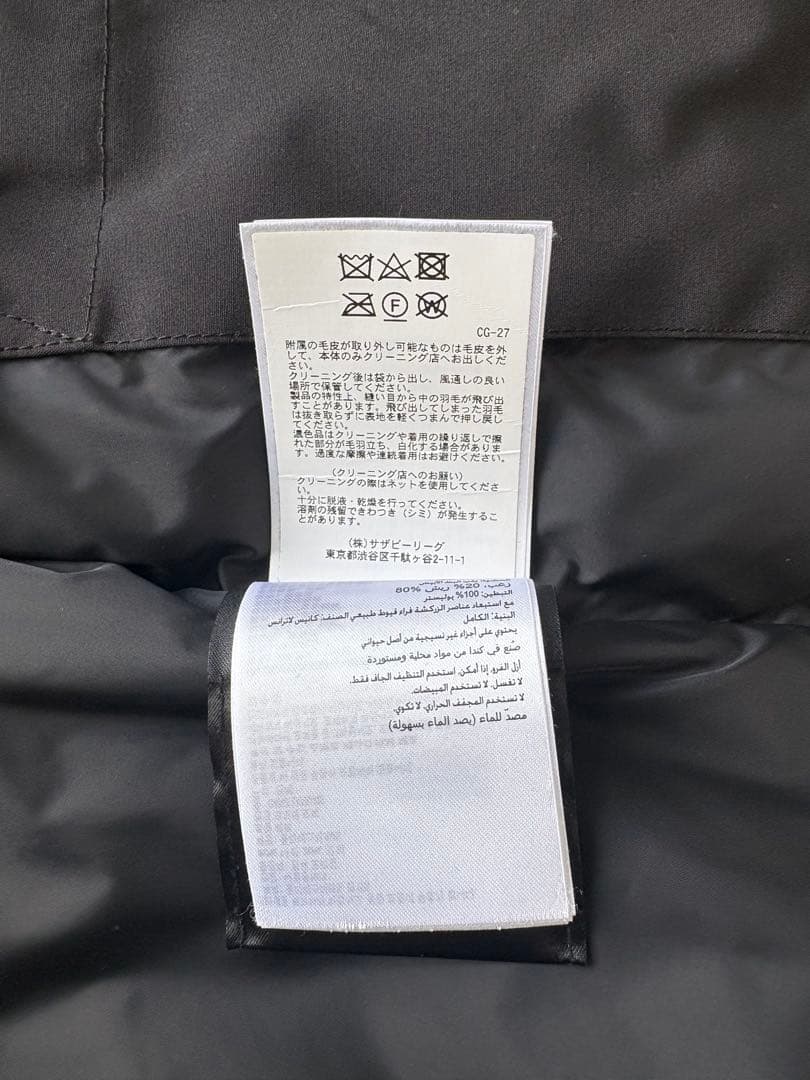 F W
CG-27
附属の毛皮が取り外し可能なものは毛皮を外
して、本体のみクリーニング店へお出しくだ
さい。
クリーニング後は袋から出し、風通しの良い
場所で保管してください。
製品の特性上、縫い目から中の羽毛が飛び出
すことがあります。飛び出してしまった羽毛
は抜き取らずに表地を軽くつまんで押し戻し
てください。
濃色品はクリーニングや着用の繰り返しで擦
れた部分が毛羽立ち、白化する場合がありま
す。過度な摩擦や連続着用はお避けください。
(クリーニング店へのお願い)
クリーニングの際はネットを使用してくださ
い。
十分に脱液・乾燥を行ってください。
溶剤の残留できわつき(シミ)が発生するこ
とがあります。
(株)サザビーリーグ
東京都渋谷区千駄ヶ谷2-11-1
20% ريش 80%
التبطين: 100% بوليستر
مع استبعاد عناصر الزركشة فراء قيوط طبيعي الصنف: كانيس لاترانس
البنية: الكامل
يحتوي على أجزاء غير نسيجية من أصل حيواني
صُنع في كندا من مواد محلية ومستوردة
أزل الفرو، إذا أمكن. استخدم التنظيف الجاف فقط.
لا تغسل. لا تستخدم المبيضات.
لا تستخدم المجفف الحراري. لا تكوي.
مصدّ للماء (يصد الماء بسهولة)